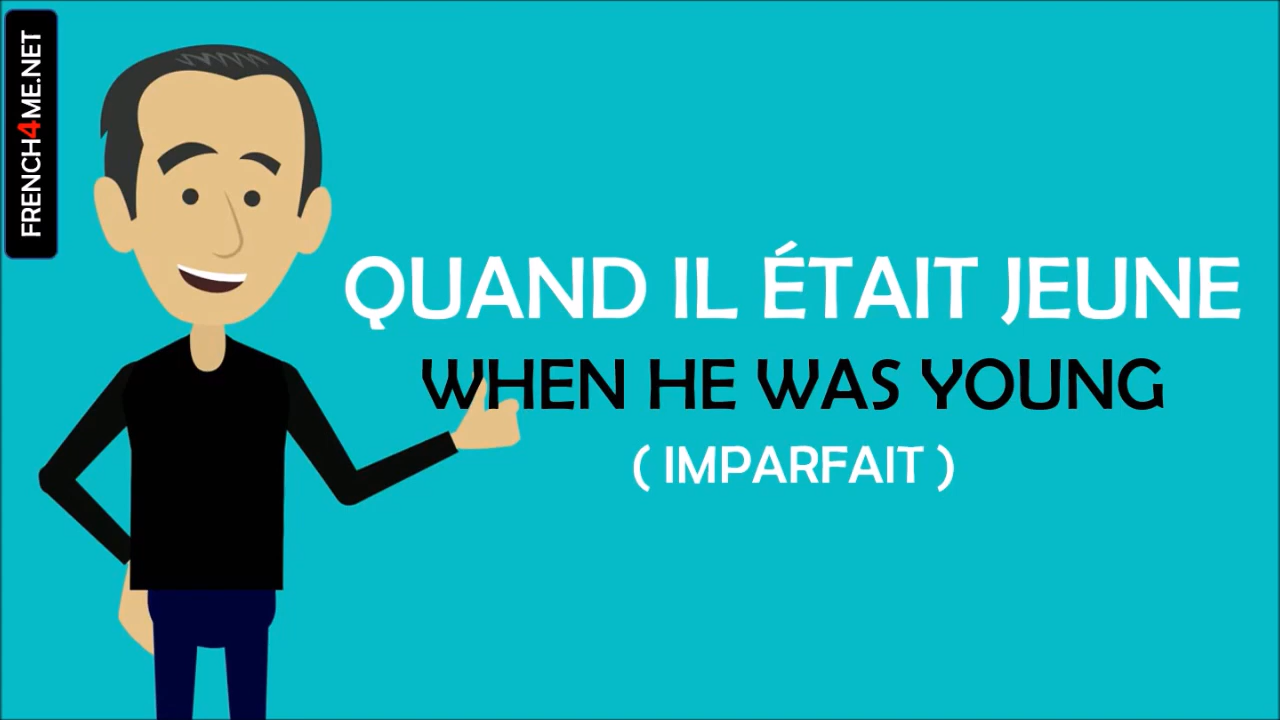 FRENCH4ME.NET
QUAND IL ÉTAIT JEUNE
WHEN HE WAS YOUNG
( IMPARFAIT )